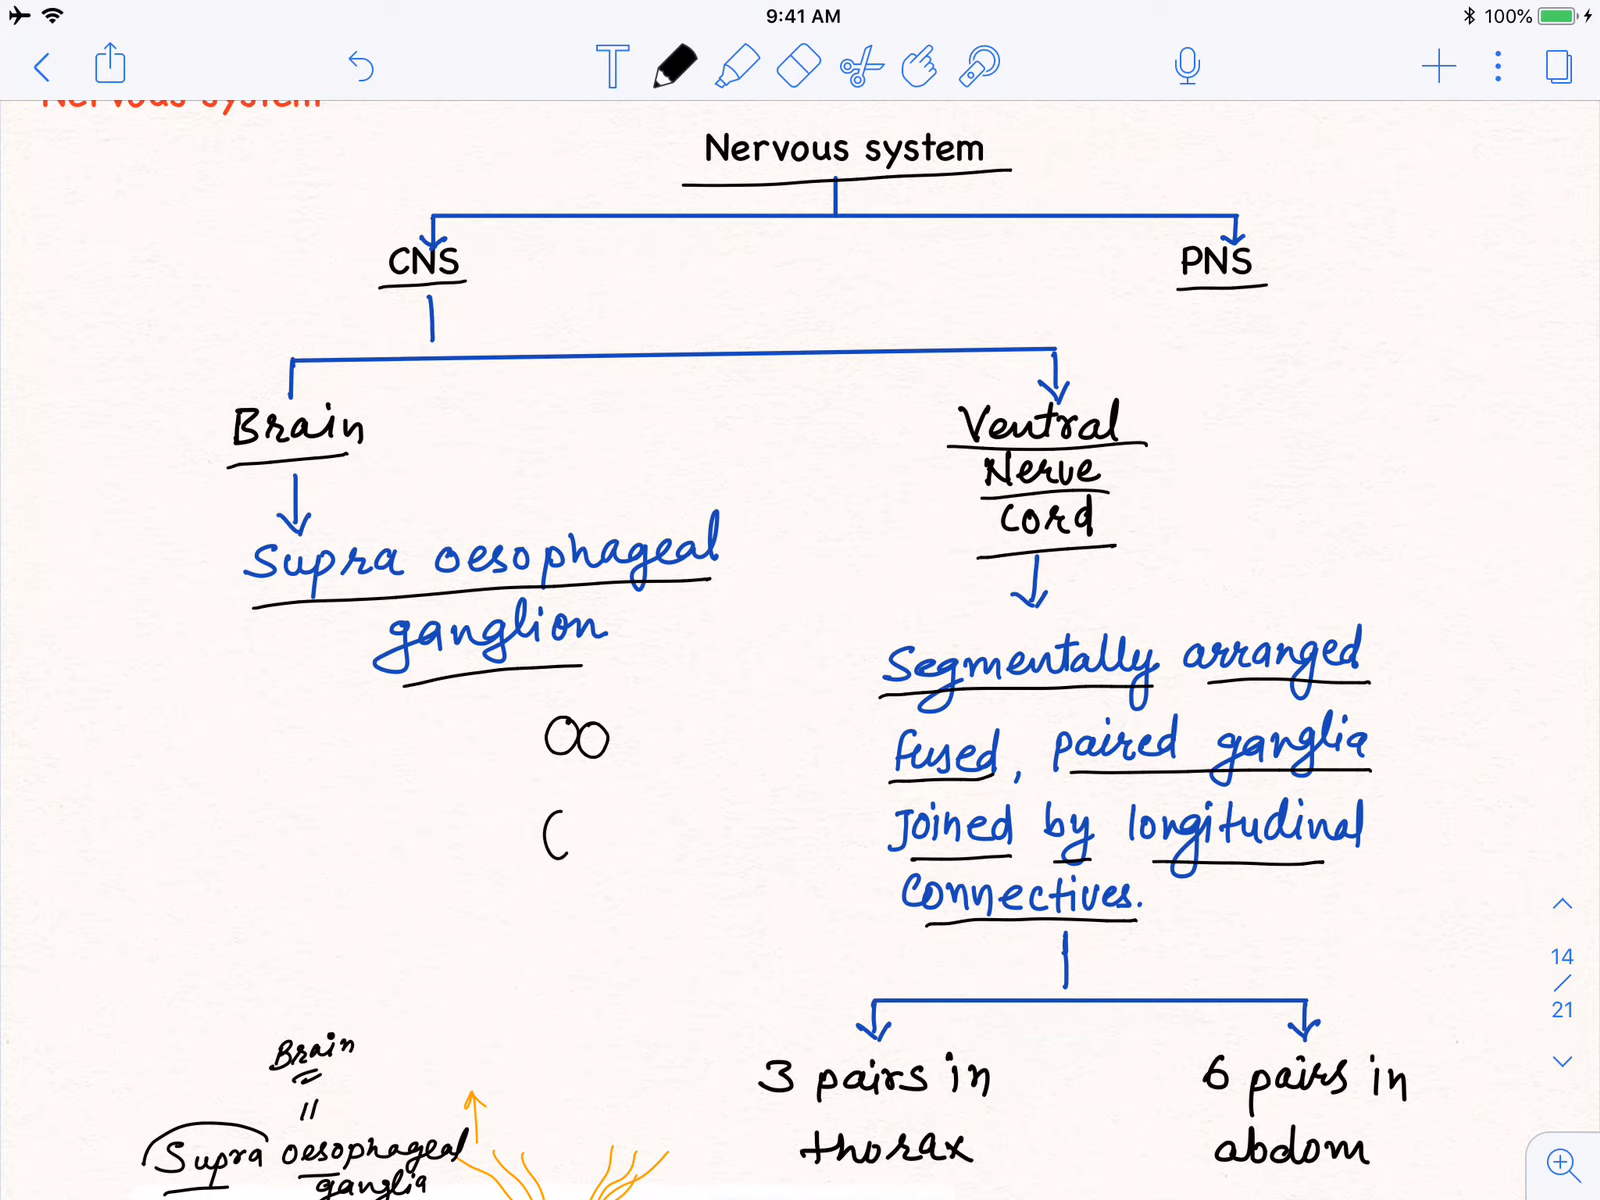 9:41 AM
100%
T
Nervous system
Nervous system
CNS
PNS
Brain
Ventral
Nerve
Cord
Supra oesophageal
ganglion
Segmentally arranged
fused, paired ganglia
Joined by longitudinal
Connectives.
14
/
21
3 pairs in
thorax
6 pairs in
abdom
Brain
Supra oesophageal
ganglia